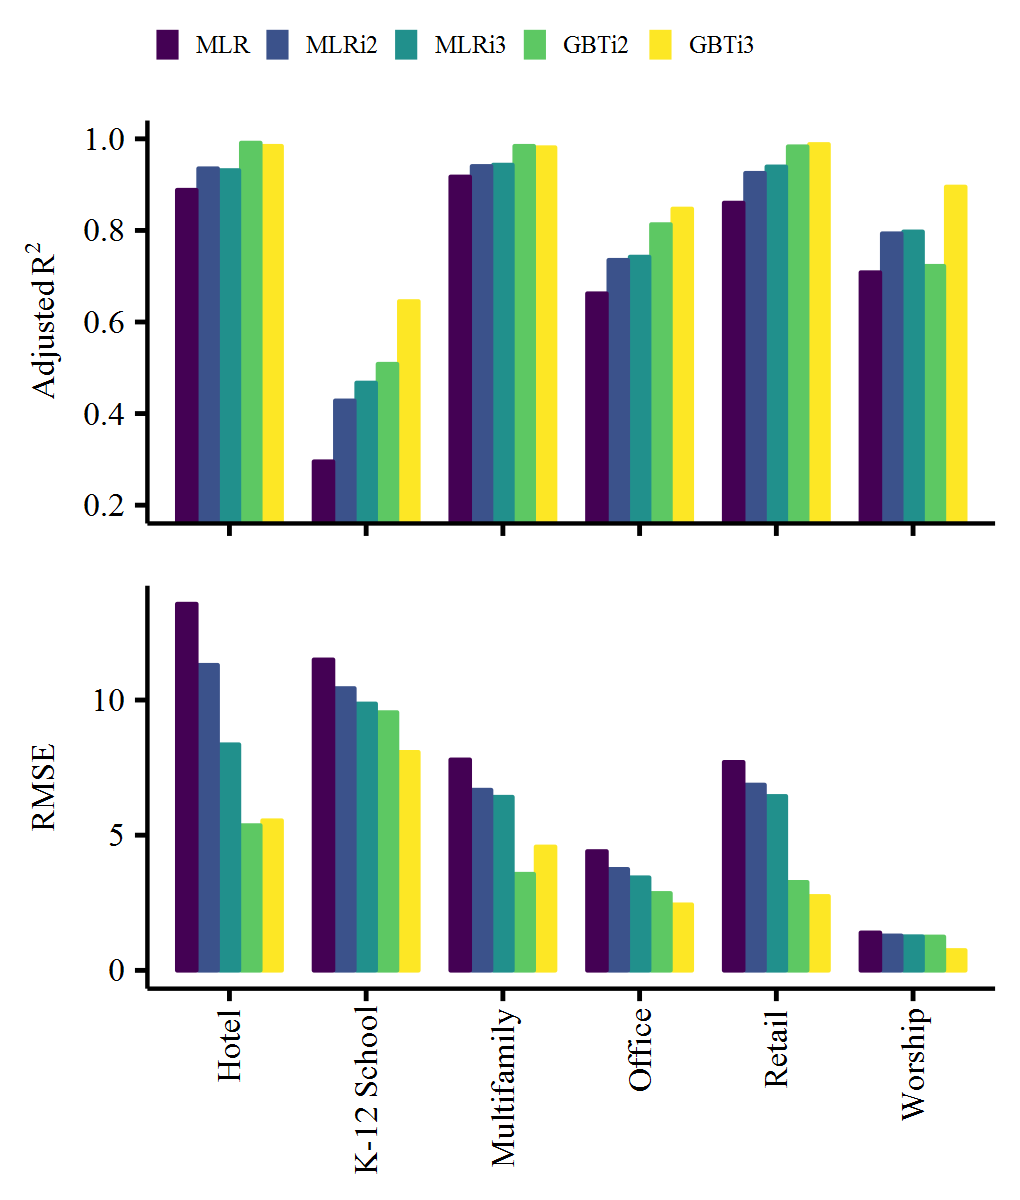 MLR MLRi2 MLRi3 GBTi2 GBTi3
Adjusted R²
1.0
0.8
0.6
0.4
0.2
RMSE
10
5
0
Hotel
K-12 School
Multifamily
Office
Retail
Worship